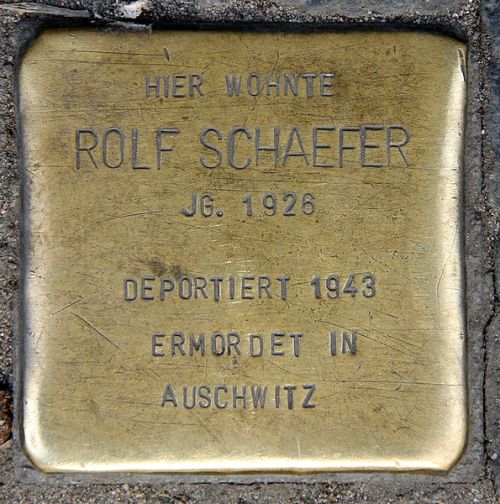 HIER WOHNTE
ROLF SCHAEFER
JG. 1926
DEPORTIERT 1943
ERMORDET IN
AUSCHWITZ